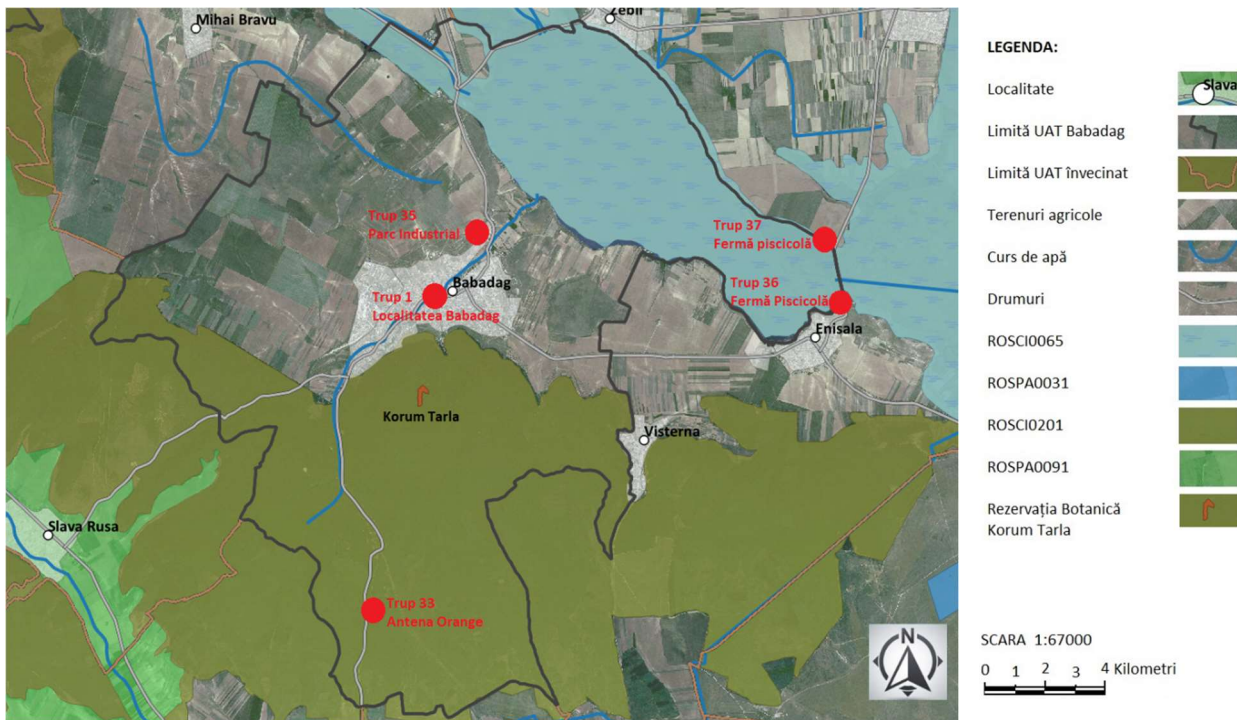 Mihai Bravu
Zebil
Trup 35
Parc Industrial
Trup 37
Fermă piscicolă
Trup 36
Fermă Piscicolă
Babadag
Trup 1
Localitatea Babadag
Enisala
Korum Tarla
Visterna
Slava Rusa
Trup 33
Antena Orange
N
LEGENDA:
Localitate
Slava
Limită UAT Babadag
Limită UAT învecinat
Terenuri agricole
Curs de apă
Drumuri
ROSCI0065
ROSPA0031
ROSCI0201
ROSPA0091
Rezervația Botanică
Korum Tarla
SCARA 1:67000
0 1 2 3 4 Kilometri